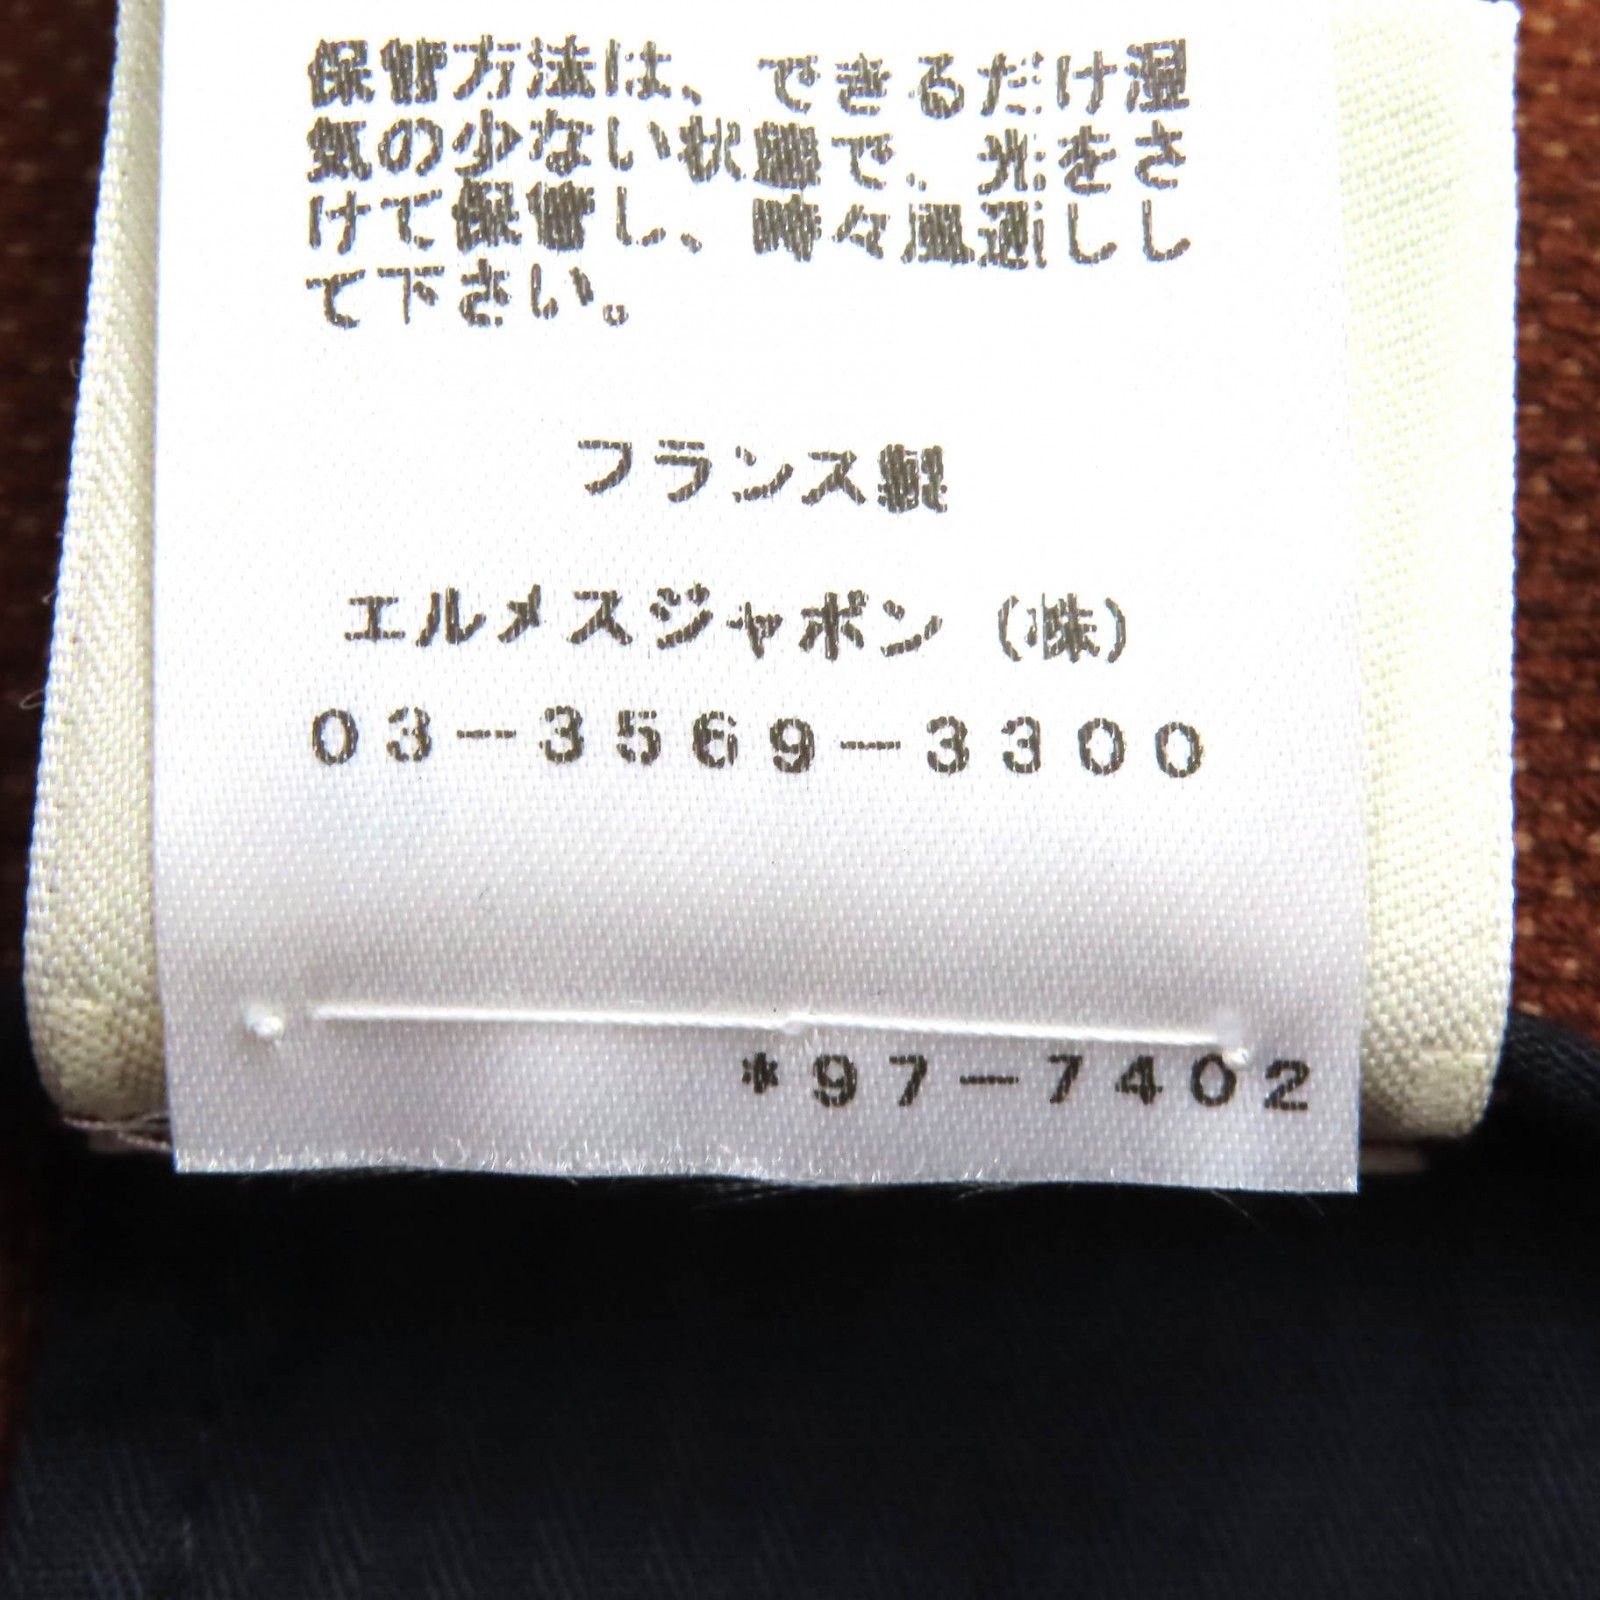 保管方法は、できるだけ湿
気の少ない状態で、光をさ
けて保管し、時々風通しし
て下さい。
フランス製
エルメスジャポン（株）
０３－３５６９－３３００
＊９７－７４０２